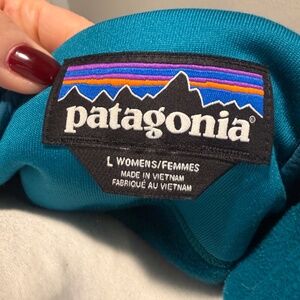 patagonia®
L WOMENS/FEMMES
MADE IN VIETNAM
FABRIQUÉ AU VIETNAM